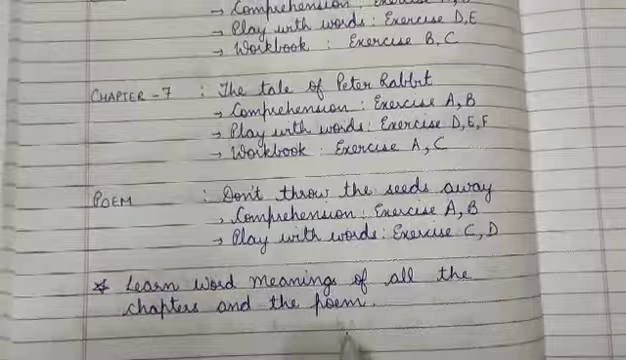 → Comprehension: Exercise A, B
→ Play with words: Exercise D,E
→ Workbook : Exercise B, C
CHAPTER-7 : The tale of Peter Rabbit
→ Comprehension: Exercise A, B
→ Play with words: Exercise D,E,F
→ Workbook : Exercise A, C
POEM : Don't throw the seeds away
→ Comprehension: Exercise A, B
→ Play with words: Exercise C, D
* Learn word meanings of all the
chapters and the poem.